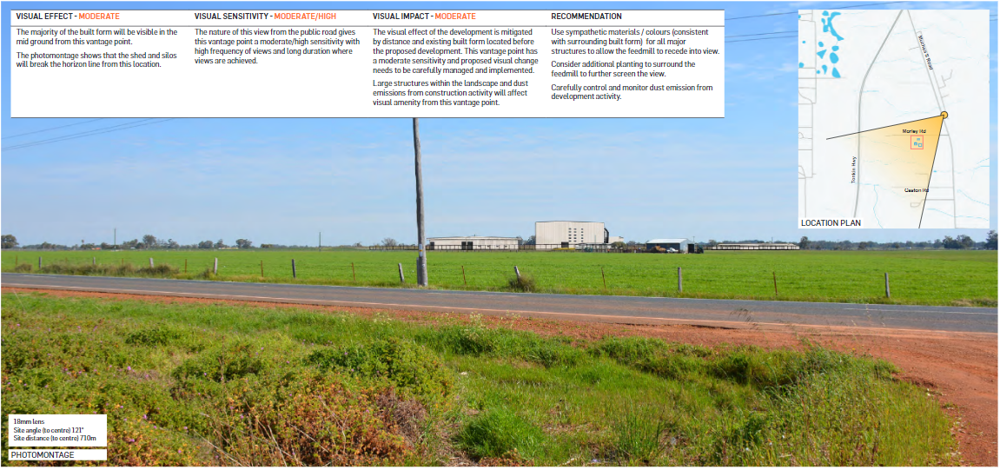 VISUAL EFFECT - MODERATE
The majority of the built form will be visible in the
mid ground from this vantage point.
The photomontage shows that the shed and silos
will break the horizon line from this location.
VISUAL SENSITIVITY - MODERATE/HIGH
The nature of this view from the public road gives
this vantage point a moderate/high sensitivity with
high frequency of views and long duration where
views are achieved.
VISUAL IMPACT - MODERATE
The visual effect of the development is mitigated
by distance and existing built form located before
the proposed development. This vantage point has
a moderate sensitivity and proposed visual change
needs to be carefully managed and implemented.
Large structures within the landscape and dust
emissions from construction activity will affect
visual amenity from this vantage point.
RECOMMENDATION
Use sympathetic materials / colours (consistent
with surrounding built form) for all major
structures to allow the feedmill to recede into view.
Consider additional planting to surround the
feedmill to further screen the view.
Carefully control and monitor dust emission from
development activity.
S Road
Morley Rd
Tonkin Hwy
Gaston Rd
LOCATION PLAN
18mm lens
Site angle (to centre) 121°
Site distance (to centre) 710m
PHOTOMONTAGE